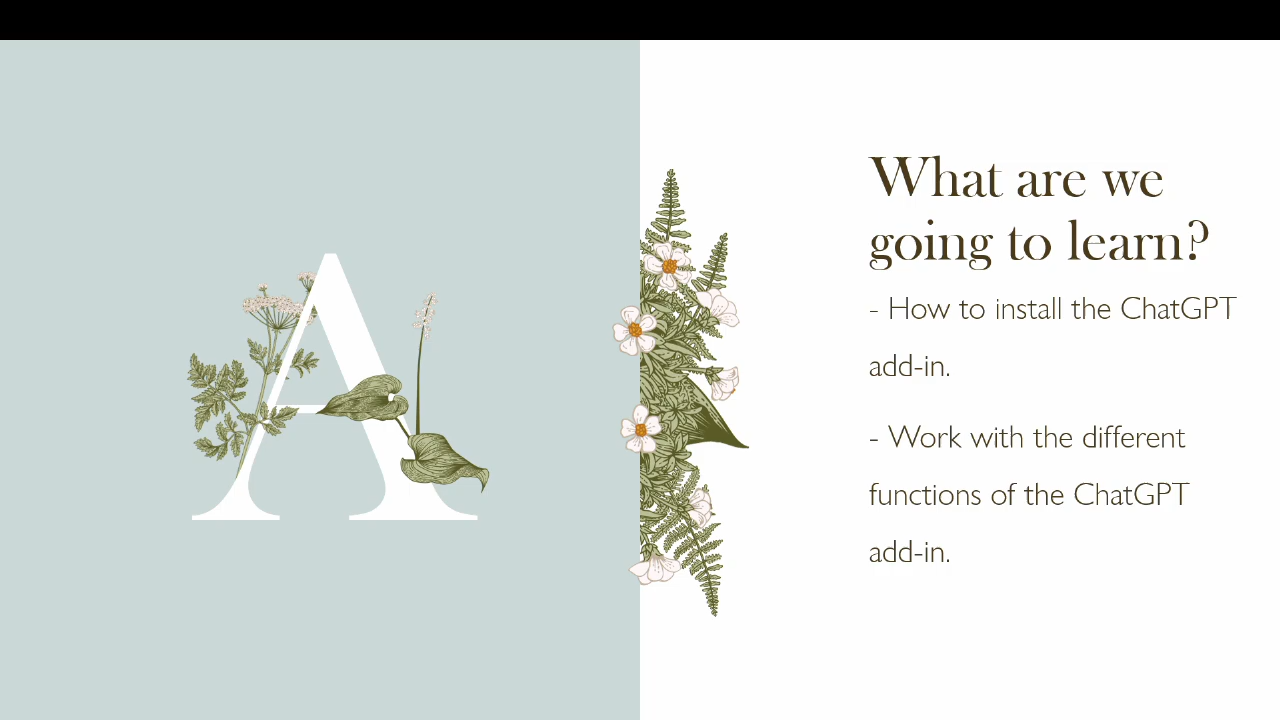 A
What are we
going to learn?
- How to install the ChatGPT
add-in.
- Work with the different
functions of the ChatGPT
add-in.